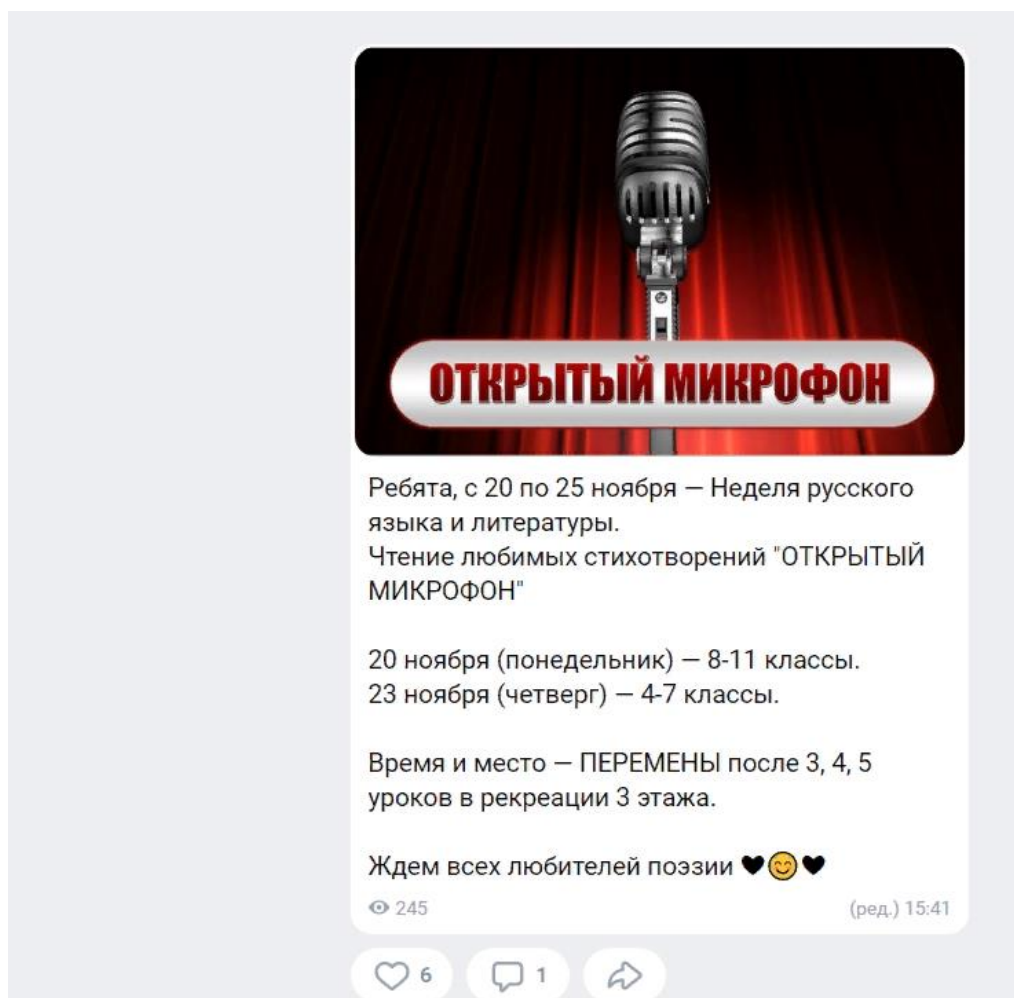 ОТКРЫТЫЙ МИКРОФОН
Ребята, с 20 по 25 ноября — Неделя русского
языка и литературы.
Чтение любимых стихотворений "ОТКРЫТЫЙ
МИКРОФОН"
20 ноября (понедельник) — 8-11 классы.
23 ноября (четверг) — 4-7 классы.
Время и место — ПЕРЕМЕНЫ после 3, 4, 5
уроков в рекреации 3 этажа.
Ждем всех любителей поэзии 🖤😊🖤
245
(ред.) 15:41
6
1